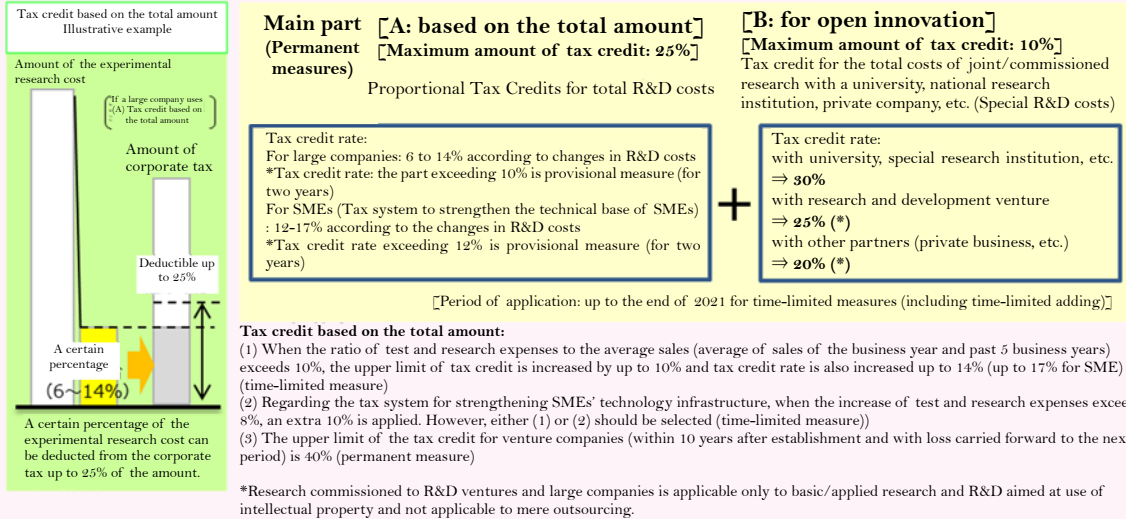 Tax credit based on the total amount
Illustrative example
Amount of the experimental
research cost
If a large company uses
(A) Tax credit based on
the total amount
Amount of
corporate tax
Deductible up
to 25%
A certain
percentage
(6～14%)
A certain percentage of the
experimental research cost can
be deducted from the corporate
tax up to 25% of the amount.
Main part
(Permanent
measures)
[A: based on the total amount]
[Maximum amount of tax credit: 25%]
Proportional Tax Credits for total R&D costs
[B: for open innovation]
[Maximum amount of tax credit: 10%]
Tax credit for the total costs of joint/commissioned
research with a university, national research
institution, private company, etc. (Special R&D costs)
Tax credit rate:
For large companies: 6 to 14% according to changes in R&D costs
*Tax credit rate: the part exceeding 10% is provisional measure (for
two years)
For SMEs (Tax system to strengthen the technical base of SMEs)
: 12-17% according to the changes in R&D costs
*Tax credit rate exceeding 12% is provisional measure (for two
years)
+
Tax credit rate:
with university, special research institution, etc.
⇒ 30%
with research and development venture
⇒ 25% (*)
with other partners (private business, etc.)
⇒ 20% (*)
[Period of application: up to the end of 2021 for time-limited measures (including time-limited adding)]
Tax credit based on the total amount:
(1) When the ratio of test and research expenses to the average sales (average of sales of the business year and past 5 business years)
exceeds 10%, the upper limit of tax credit is increased by up to 10% and tax credit rate is also increased up to 14% (up to 17% for SME)
(time-limited measure)
(2) Regarding the tax system for strengthening SMEs' technology infrastructure, when the increase of test and research expenses excee
8%, an extra 10% is applied. However, either (1) or (2) should be selected (time-limited measure))
(3) The upper limit of the tax credit for venture companies (within 10 years after establishment and with loss carried forward to the nex
period) is 40% (permanent measure)
*Research commissioned to R&D ventures and large companies is applicable only to basic/applied research and R&D aimed at use of
intellectual property and not applicable to mere outsourcing.